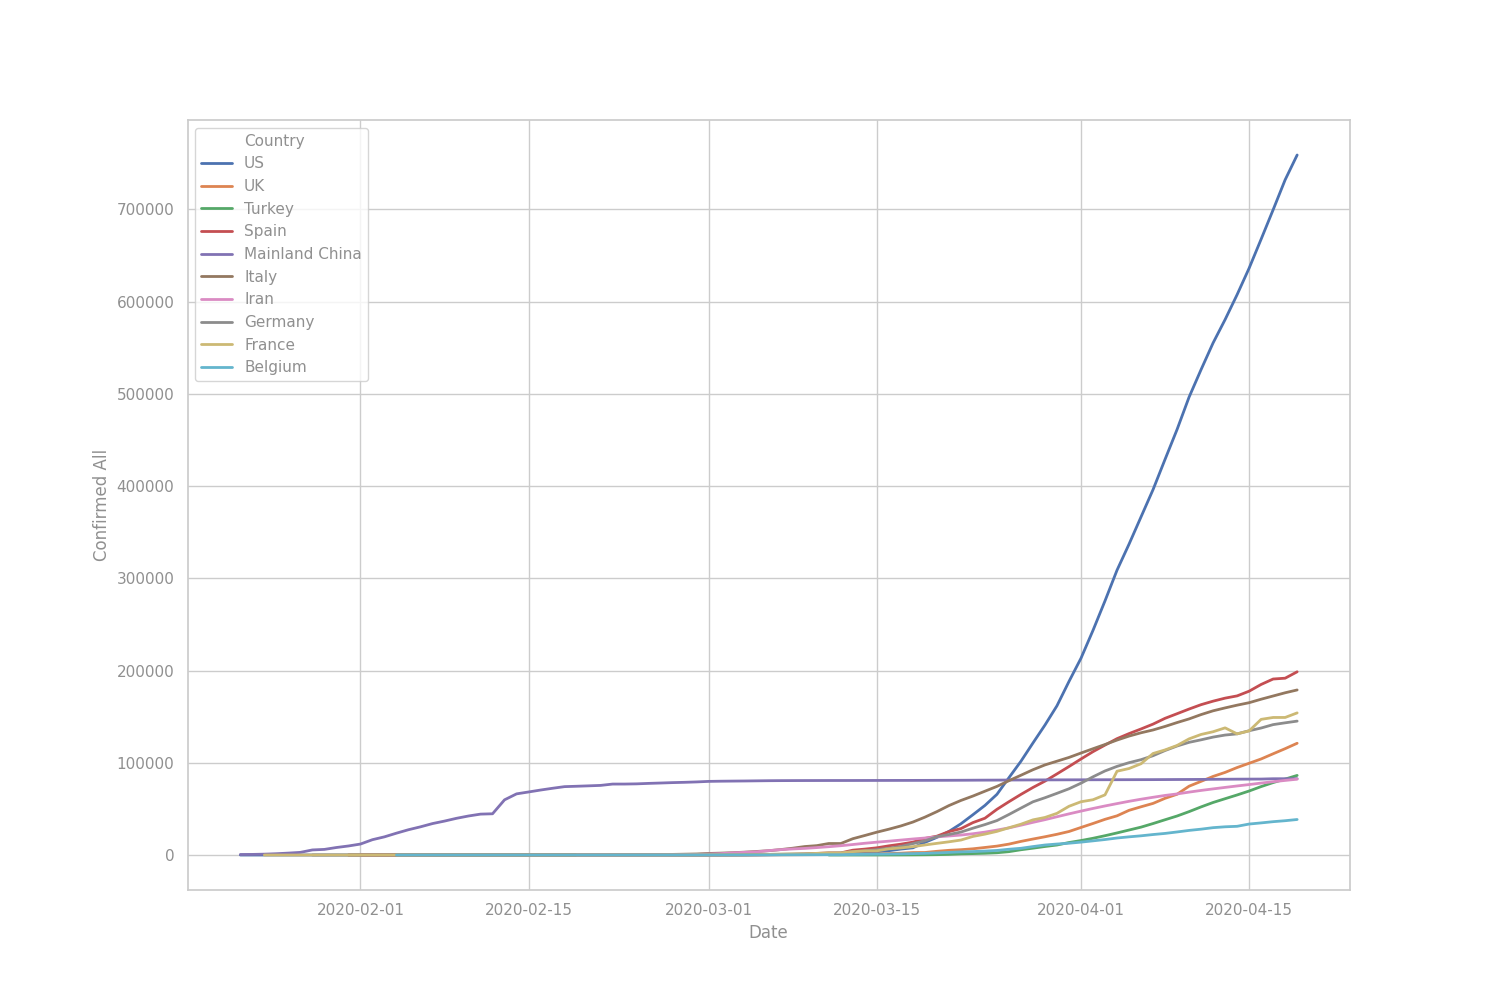 Country
US
UK
Turkey
Spain
Mainland China
Italy
Iran
Germany
France
Belgium
700000
600000
500000
400000
300000
200000
100000
0
Confirmed All
2020-02-01 2020-02-15 2020-03-01 2020-03-15 2020-04-01 2020-04-15
Date